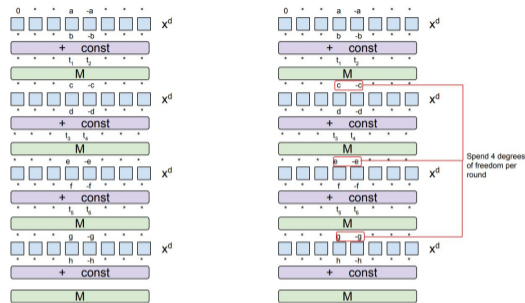 0 * * a -a * * *
x^d
* * * b -b * * *
+ const
* * * t₁ t₂ * * *
M
* * * c -c * * *
x^d
* * * d -d * * *
+ const
* * * t₃ t₄ * * *
M
* * * e -e * * *
x^d
* * * f -f * * *
+ const
* * * t₅ t₆ * * *
M
* * * g -g * * *
x^d
* * * h -h * * *
+ const
M
* * * a -a * * *
x^d
* * * b -b * * *
+ const
* * * t₁ t₂ * * *
M
* * * c -c * * *
x^d
* * * d -d * * *
+ const
* * * t₃ t₄ * * *
M
* * * e -e * * *
x^d
* * * f -f * * *
+ const
* * * t₅ t₆ * * *
M
* * * g -g * * *
x^d
* * * h -h * * *
+ const
M
Spend 4 degrees
of freedom per
round